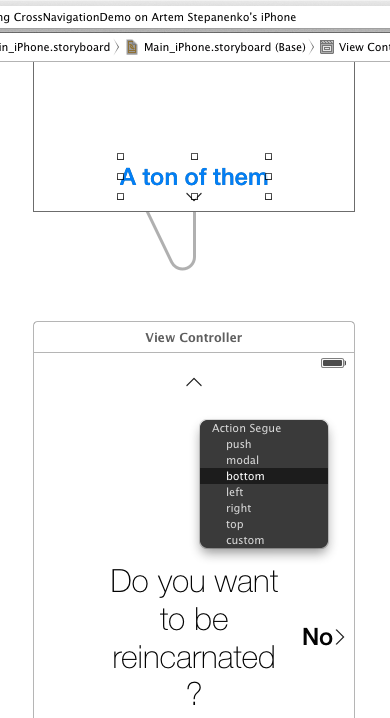 ng CrossNavigationDemo on Artem Stepanenko's iPhone
in_iPhone.storyboard
Main_iPhone.storyboard (Base)
View Cont
A ton of them
View Controller
Action Segue
push
modal
bottom
left
right
top
custom
Do you want
to be
reincarnated
?
No